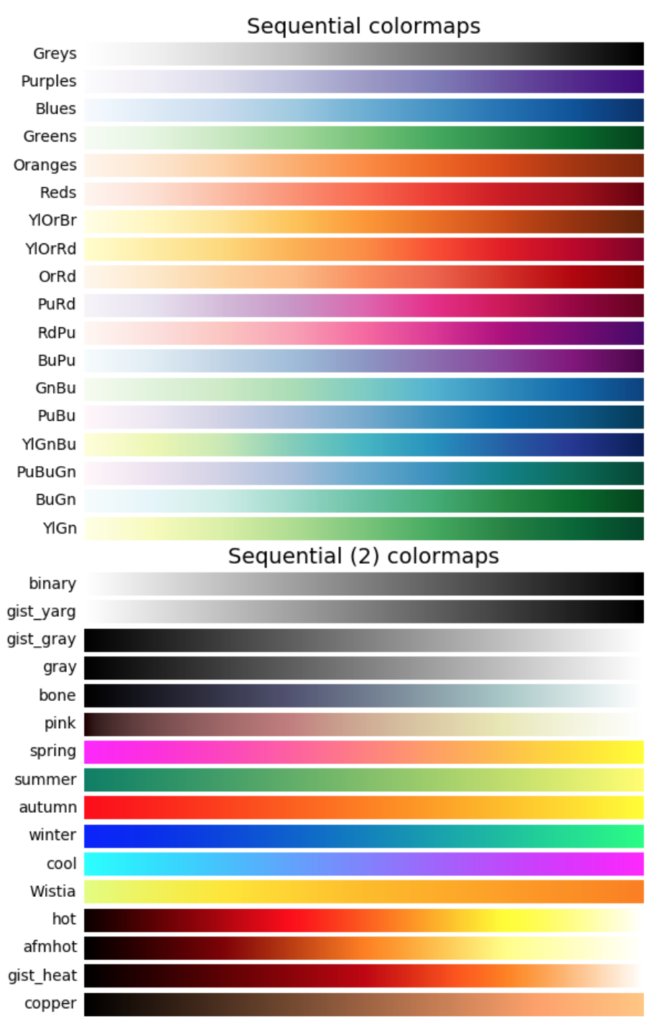 Sequential colormaps
Greys
Purples
Blues
Greens
Oranges
Reds
YlOrBr
YlOrRd
OrRd
PuRd
RdPu
BuPu
GnBu
PuBu
YlGnBu
PuBuGn
BuGn
YlGn
Sequential (2) colormaps
binary
gist_yarg
gist_gray
gray
bone
pink
spring
summer
autumn
winter
cool
Wistia
hot
afmhot
gist_heat
copper